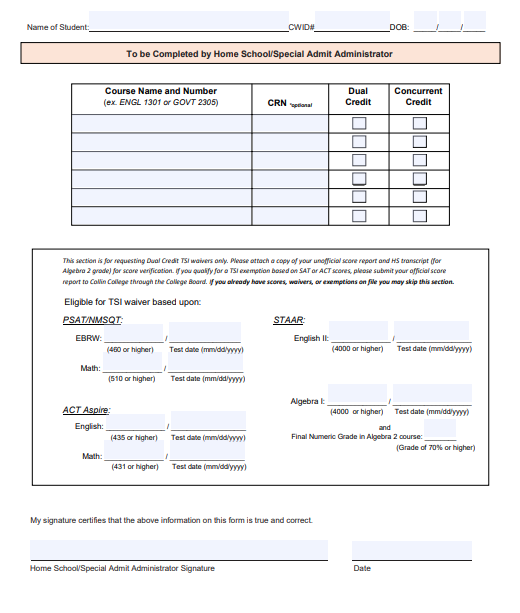 Name of Student: CWID# DOB: / / 
To be Completed by Home School/Special Admit Administrator
Course Name and Number
(ex. ENGL 1301 or GOVT 2305)
CRN *optional
Dual
Credit
Concurrent
Credit
This section is for requesting Dual Credit TSI waivers only. Please attach a copy of your unofficial score report and HS transcript (for
Algebra 2 grade) for score verification. If you qualify for a TSI exemption based on SAT or ACT scores, please submit your official score
report to Collin College through the College Board. If you already have scores, waivers, or exemptions on file you may skip this section.
Eligible for TSI waiver based upon:
PSAT/NMSQT:
EBRW: /
(460 or higher) Test date (mm/dd/yyyy)
Math: /
(510 or higher) Test date (mm/dd/yyyy)
ACT Aspire:
English: /
(435 or higher) Test date (mm/dd/yyyy)
Math: /
(431 or higher) Test date (mm/dd/yyyy)
STAAR:
English II: /
(4000 or higher) Test date (mm/dd/yyyy)
Algebra I: /
(4000 or higher) Test date (mm/dd/yyyy)
and
Final Numeric Grade in Algebra 2 course:
(Grade of 70% or higher)
My signature certifies that the above information on this form is true and correct.
Home School/Special Admit Administrator Signature
Date